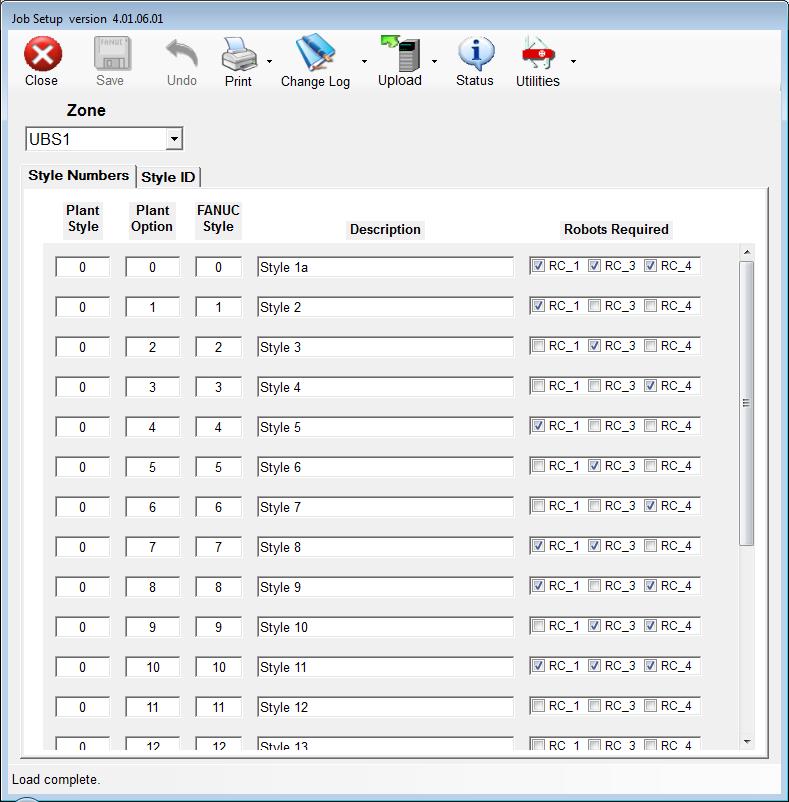 Job Setup version 4.01.06.01
FANUC
Close Save Undo Print Change Log Upload Status Utilities
Zone
UBS1
Style Numbers Style ID
Plant Style Plant Option FANUC Style Description Robots Required
0 0 0 Style 1a RC_1 RC_3 RC_4
0 1 1 Style 2 RC_1 RC_3 RC_4
0 2 2 Style 3 RC_1 RC_3 RC_4
0 3 3 Style 4 RC_1 RC_3 RC_4
0 4 4 Style 5 RC_1 RC_3 RC_4
0 5 5 Style 6 RC_1 RC_3 RC_4
0 6 6 Style 7 RC_1 RC_3 RC_4
0 7 7 Style 8 RC_1 RC_3 RC_4
0 8 8 Style 9 RC_1 RC_3 RC_4
0 9 9 Style 10 RC_1 RC_3 RC_4
0 10 10 Style 11 RC_1 RC_3 RC_4
0 11 11 Style 12 RC_1 RC_3 RC_4
0 12 12 Style 13 RC_1 RC_3 RC_4
Load complete.